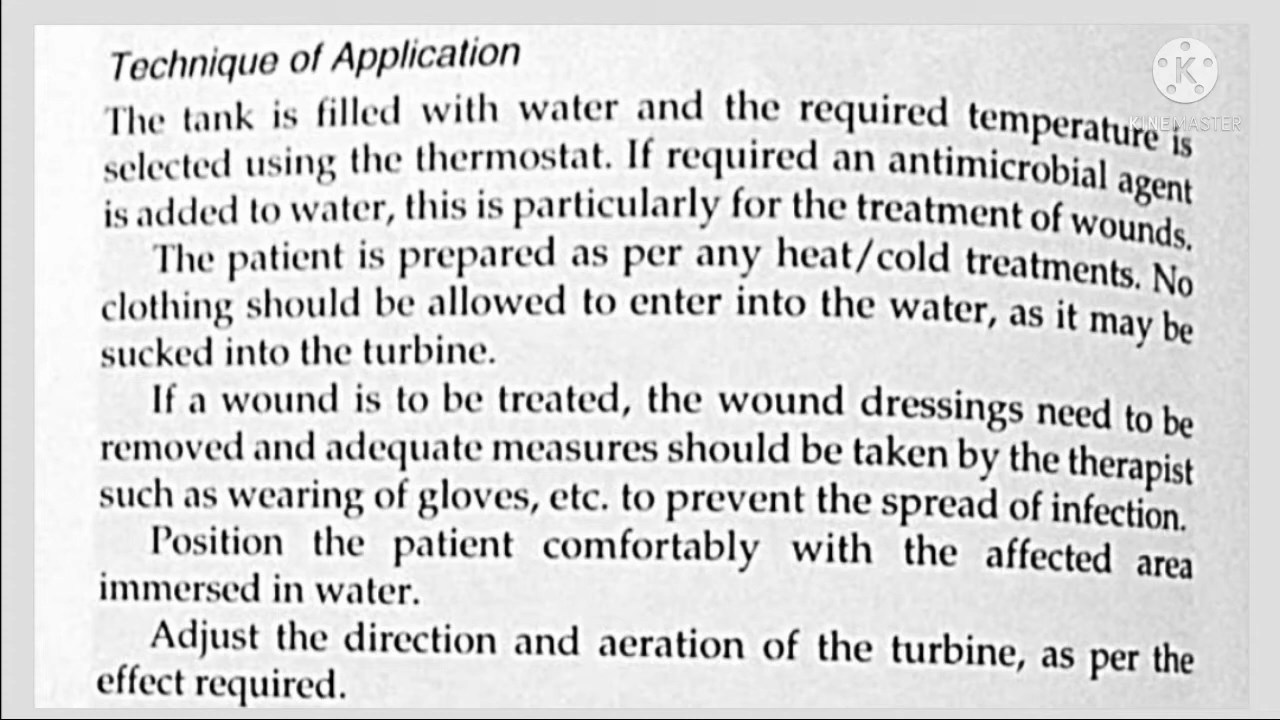 Technique of Application
The tank is filled with water and the required temperature is
selected using the thermostat. If required an antimicrobial agent
is added to water, this is particularly for the treatment of wounds.
The patient is prepared as per any heat/cold treatments. No
clothing should be allowed to enter into the water, as it may be
sucked into the turbine.
If a wound is to be treated, the wound dressings need to be
removed and adequate measures should be taken by the therapist
such as wearing of gloves, etc. to prevent the spread of infection.
Position the patient comfortably with the affected area
immersed in water.
Adjust the direction and aeration of the turbine, as per the
effect required.
K
KINEMASTER